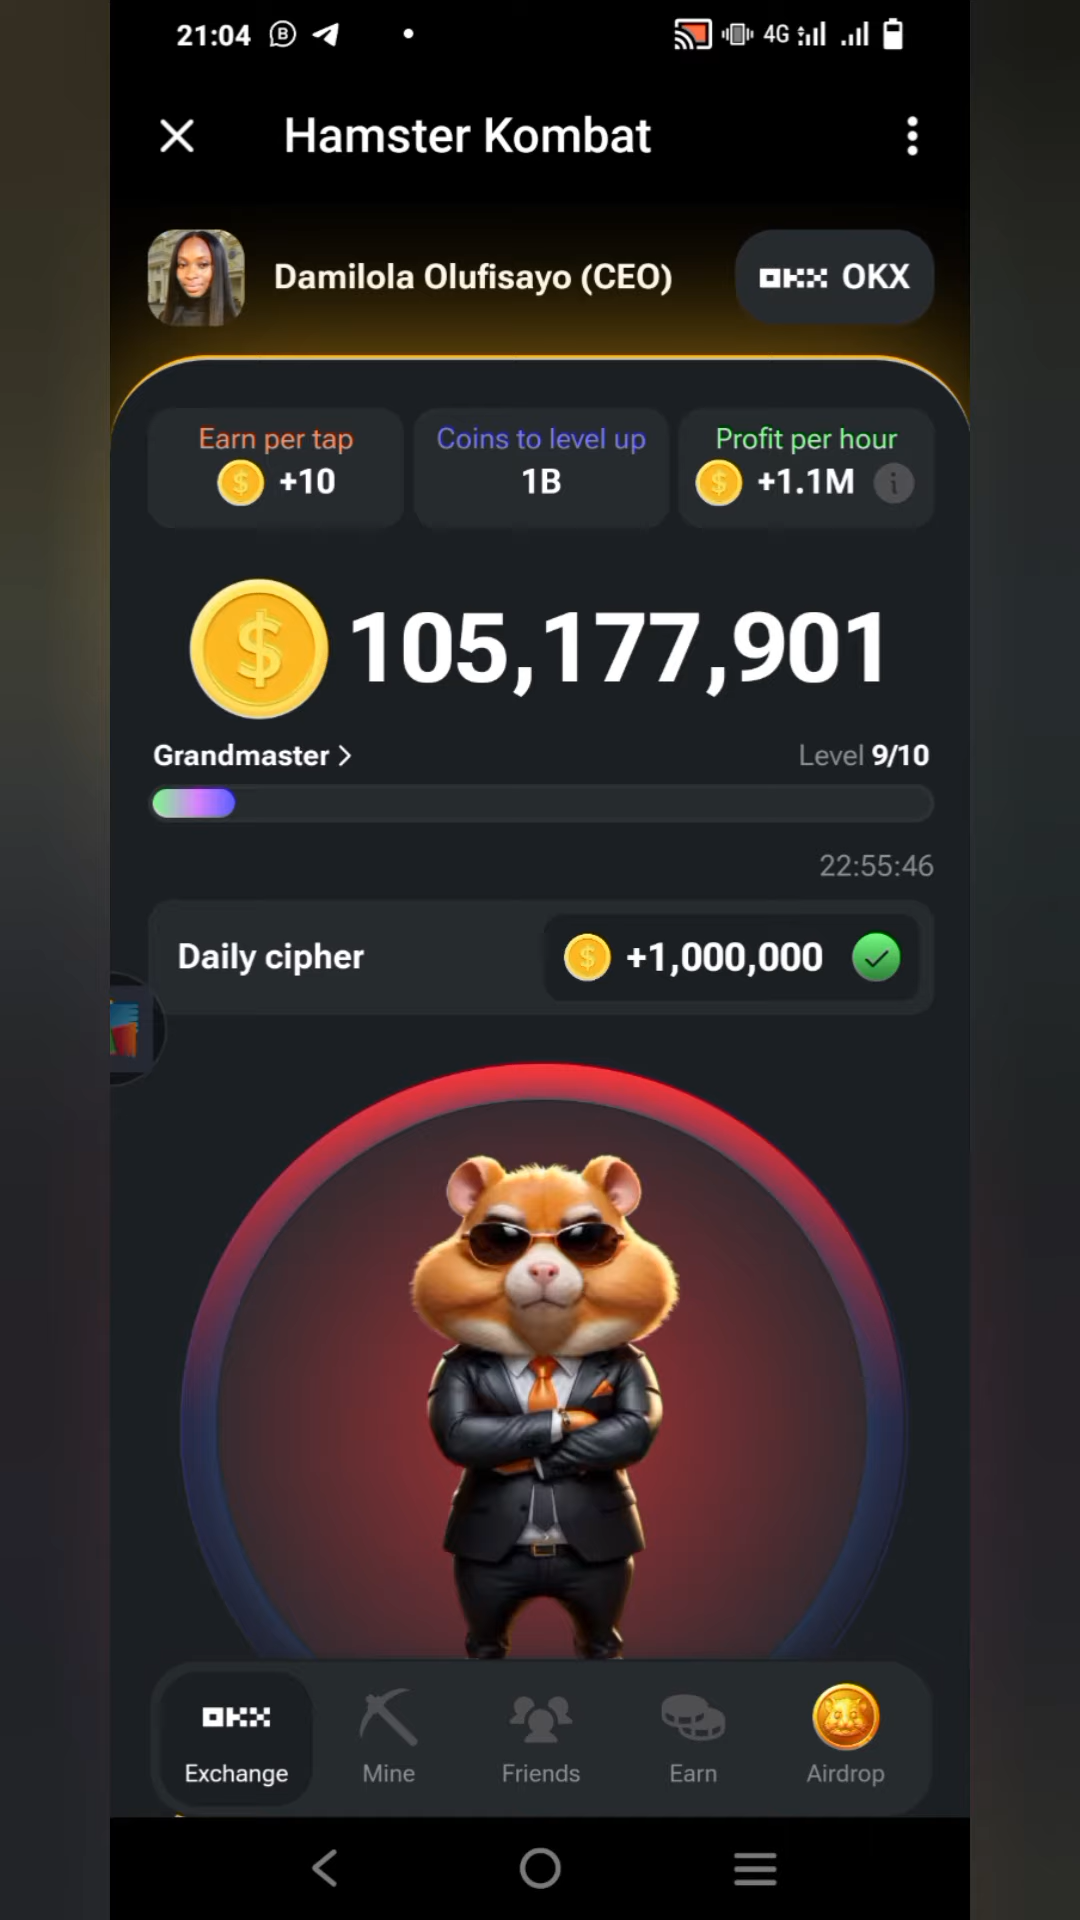 21:04 B 4G
Hamster Kombat
Damilola Olufisayo (CEO)
OKX OKX
Earn per tap
+10
Coins to level up
1B
Profit per hour
+1.1M
105,177,901
Grandmaster >
Level 9/10
22:55:46
Daily cipher
+1,000,000
OKX
Exchange
Mine
Friends
Earn
Airdrop